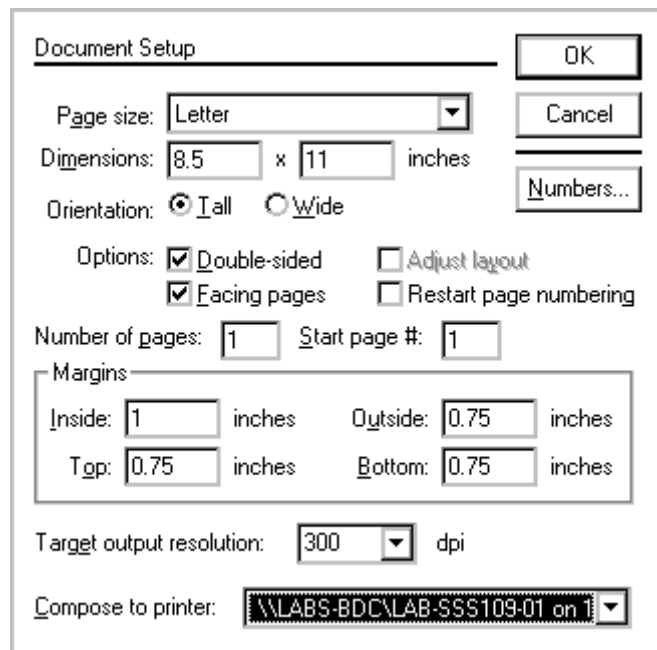 Document Setup
OK
Page size: Letter
Cancel
Dimensions: 8.5 x 11 inches
Numbers...
Orientation: Tall Wide
Options: Double-sided Adjust layout
Facing pages Restart page numbering
Number of pages: 1 Start page #: 1
Margins
Inside: 1 inches Outside: 0.75 inches
Top: 0.75 inches Bottom: 0.75 inches
Target output resolution: 300 dpi
Compose to printer: \\LABS-BDC\LAB-SSS109-01 on 1